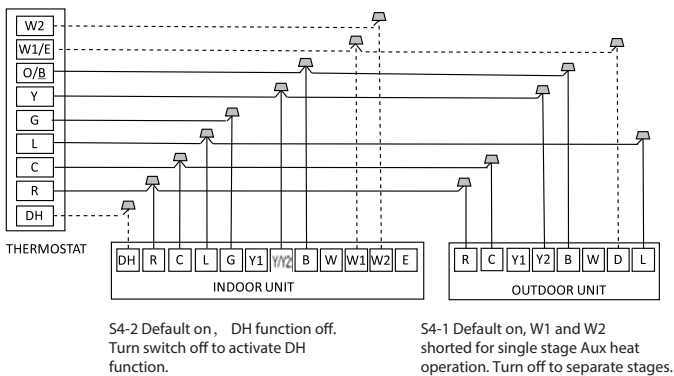 W2
W1/E
O/B
Y
G
L
C
R
DH
THERMOSTAT
DH R C L G Y1 Y/Y2 B W W1 W2 E
INDOOR UNIT
R C Y1 Y2 B W D L
OUTDOOR UNIT
S4-2 Default on， DH function off.
Turn switch off to activate DH
function.
S4-1 Default on, W1 and W2
shorted for single stage Aux heat
operation. Turn off to separate stages.